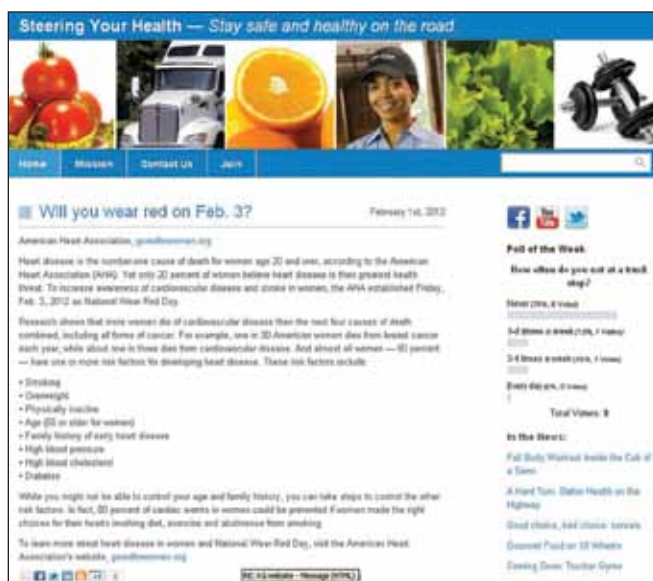 Steering Your Health — Stay safe and healthy on the road
Home Mission Contact Us Join
Will you wear red on Feb. 3?
February 1st, 2012
American Heart Association, goredforwomen.org
Heart disease is the number one cause of death for women age 20 and over, according to the American
Heart Association (AHA). Yet only 20 percent of women believe heart disease is their greatest health
threat. To increase awareness of cardiovascular disease and stroke in women, the AHA established Friday,
Feb. 3, 2012 as National Wear Red Day.
Research shows that more women die of cardiovascular disease than the next four causes of death
combined, including all forms of cancer. For example, one in 30 American women dies from breast cancer
each year, while about one in three dies from cardiovascular disease. And almost all women — 90 percent
— have one or more risk factors for developing heart disease. These risk factors include:
• Smoking
• Overweight
• Physically inactive
• Age (55 or older for women)
• Family history of early heart disease
• High blood pressure
• High blood cholesterol
• Diabetes
While you might not be able to control your age and family history, you can take steps to control the other
risk factors. In fact, 80 percent of cardiac events in women could be prevented if women made the right
choices for their hearts involving diet, exercise and abstinence from smoking.
To learn more about heart disease in women and National Wear Red Day, visit the American Heart
Association's website, goredforwomen.org
RE: AQ website - Message (HTML)
You
Tube
Poll of the Week
How often do you eat at a truck
stop?
Never
1-2 times a week
3-4 times a week
Every day
Total Voters: 8
In the News:
Full Body Workout Inside the Cab of
a Semi
A Hard Turn: Better Health on the
Highway
Good choice, bad choice: cereals
Gourmet Food on 18 Wheels
Coming Soon: Trucker Gyms